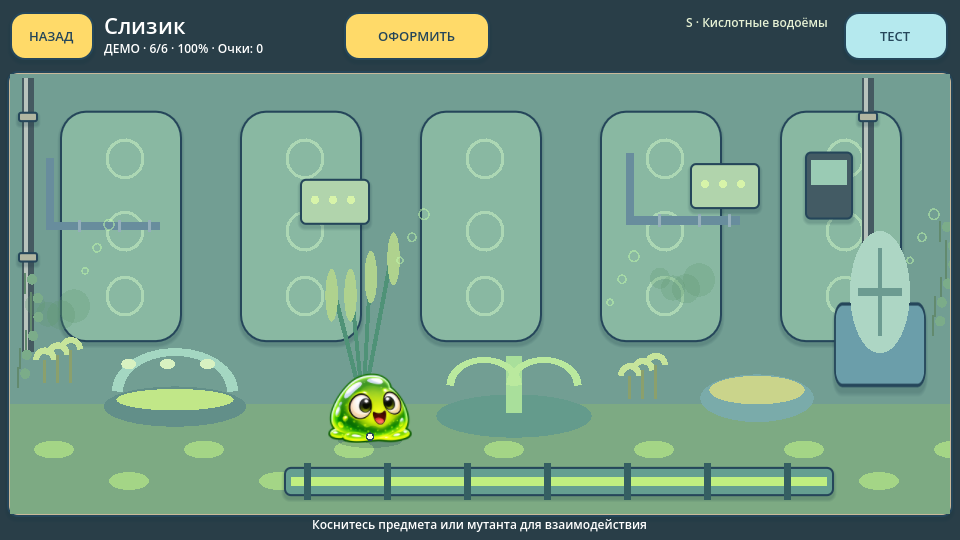 НАЗАД
Слизик
ДЕМО · 6/6 · 100% · Очки: 0
ОФОРМИТЬ
S · Кислотные водоёмы
ТЕСТ
Коснитесь предмета или мутанта для взаимодействия